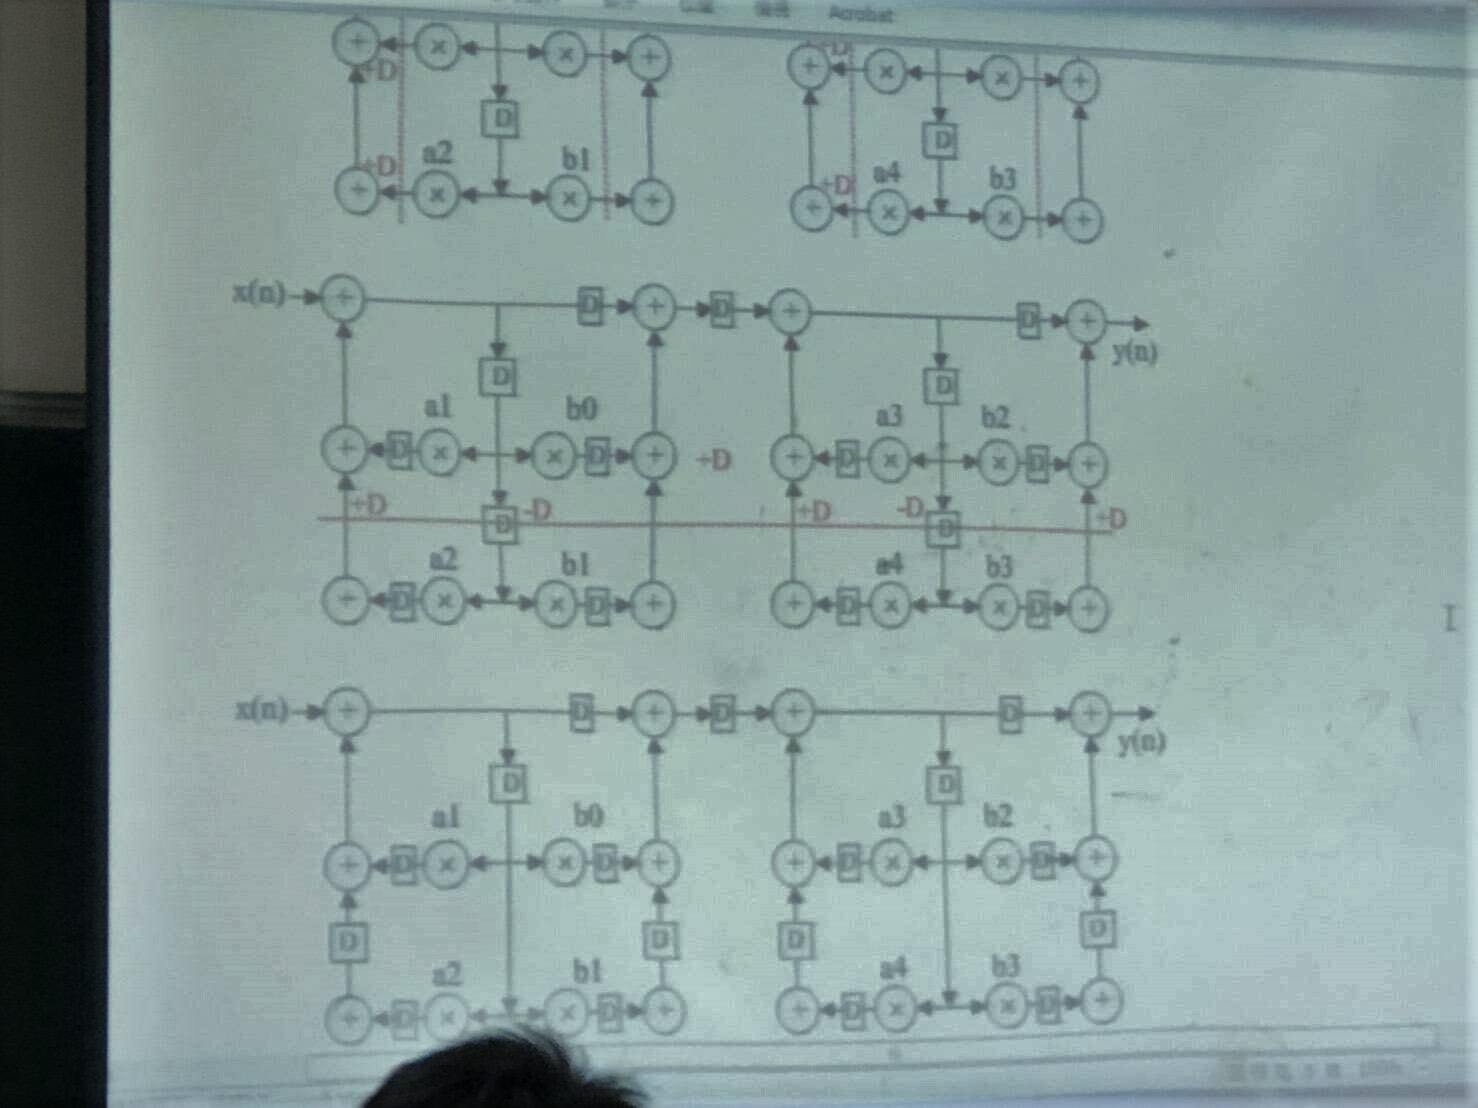 Acrobat
+D -D
+D +D
a2 b1 a4 b3
D D
x(n) D D D y(n)
D D
a1 b0 a3 b2
D D +D D D
+D D -D +D -D D +D
a2 b1 a4 b3
D D D D
x(n) D D D y(n)
D D
a1 b0 a3 b2
D D D D
D D D D
a2 b1 a4 b3
D D D D